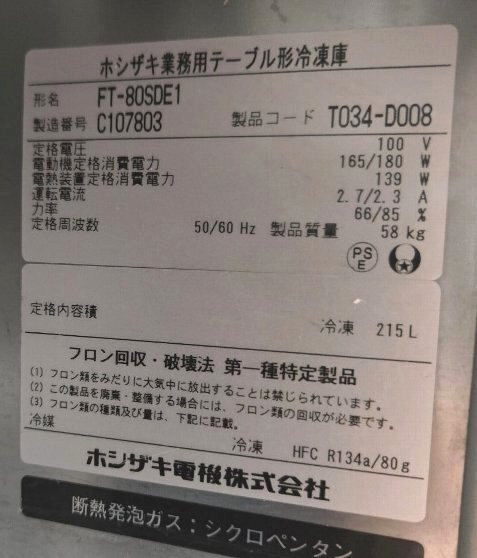 ホシザキ業務用テーブル形冷凍庫
形名 FT-80SDE1
製造番号 C107803 製品コード T034-D008
定格電圧 100 V
電動機定格消費電力 165/180 W
電熱装置定格消費電力 139 W
運転電流 2.7/2.3 A
力率 66/85 %
定格周波数 50/60 Hz 製品質量 58 kg
PS
E
定格内容積 冷凍 215 L
フロン回収・破壊法 第一種特定製品
(1) フロン類をみだりに大気中に放出することは禁じられています。
(2) この製品を廃棄・整備する場合には、フロン類の回収が必要です。
(3) フロン類の種類及び量は、下記に記載。
冷媒 冷凍 HFC R134a/80g
ホシザキ電機株式会社
断熱発泡ガス：シクロペンタン